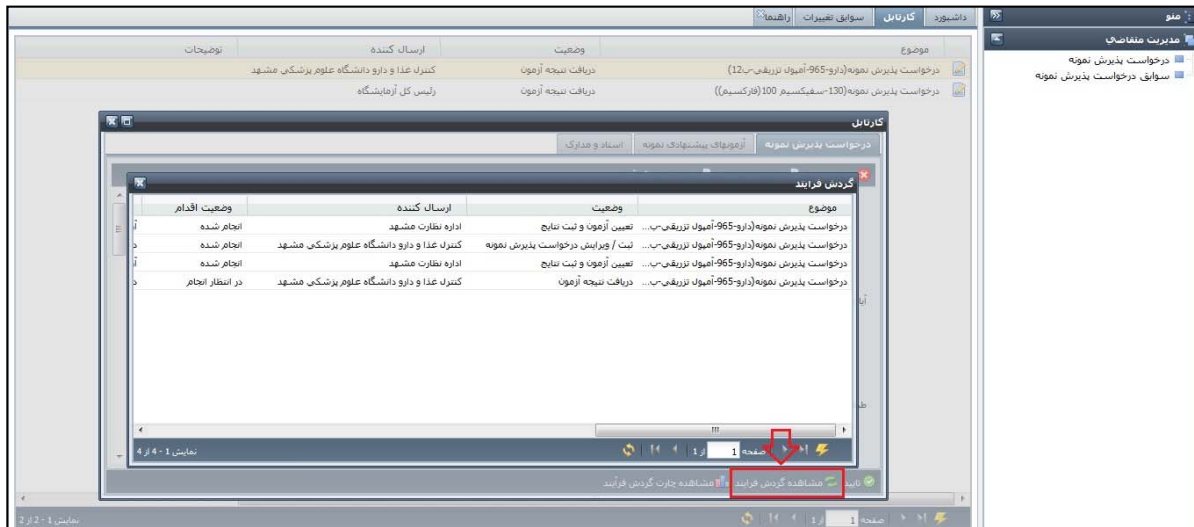 منو
مدیریت متقاضي
درخواست پذیرش نمونه
سوابق درخواست پذیرش نمونه
داشبورد کارتابل سوابق تغییرات راهنما
موضوع وضعیت ارسال کننده توضیحات
درخواست پذیرش نمونه(دارو-965-آمپول تزریقی-ب12) دریافت نتیجه آزمون کنترل غذا و دارو دانشگاه علوم پزشکی مشهد
درخواست پذیرش نمونه(130-سفیکسیم 100(فارکسیم)) دریافت نتیجه آزمون رئیس کل آزمایشگاه
کارتابل
درخواست پذیرش نمونه آزمونهای پیشنهادی نمونه اسناد و مدارک
گردش فرایند
موضوع وضعیت ارسال کننده وضعیت اقدام
درخواست پذیرش نمونه(دارو-965-آمپول تزریقی-ب... تعیین آزمون و ثبت نتایج اداره نظارت مشهد انجام شده
درخواست پذیرش نمونه(دارو-965-آمپول تزریقی-ب... ثبت / ویرایش درخواست پذیرش نمونه کنترل غذا و دارو دانشگاه علوم پزشکی مشهد انجام شده
درخواست پذیرش نمونه(دارو-965-آمپول تزریقی-ب... تعیین آزمون و ثبت نتایج اداره نظارت مشهد انجام شده
درخواست پذیرش نمونه(دارو-965-آمپول تزریقی-ب... دریافت نتیجه آزمون کنترل غذا و دارو دانشگاه علوم پزشکی مشهد در انتظار انجام
صفحه 1 از 1 نمایش 1 - 4 از 4
تایید مشاهده گردش فرایند مشاهده چارت گردش فرآیند
صفحه 1 از 1 نمایش 1 - 2 از 2